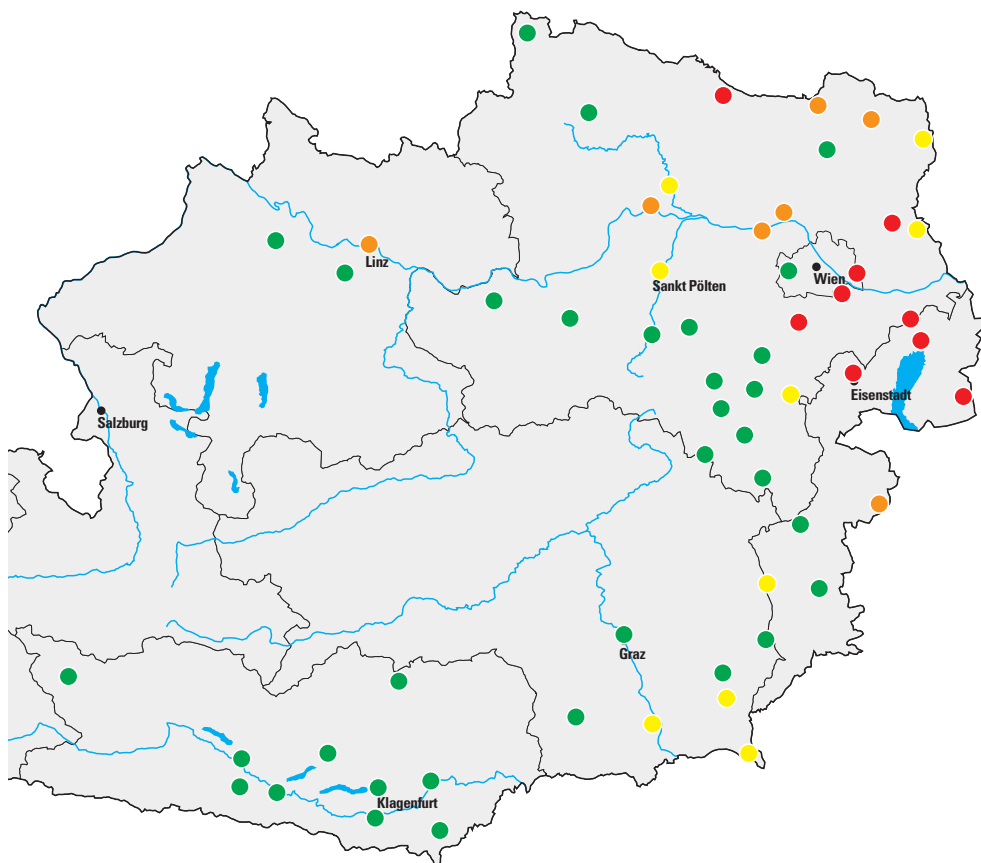 Linz
Wien
Sankt Pölten
Eisenstadt
Salzburg
Graz
Klagenfurt